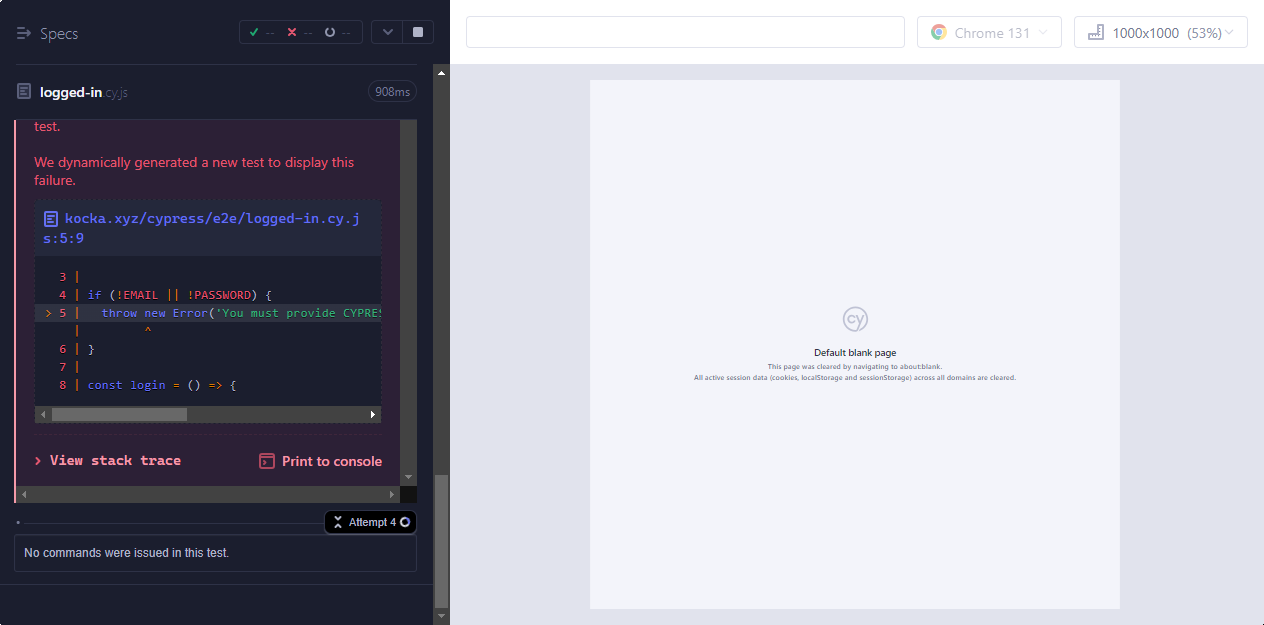 Specs
-- -- --
Chrome 131
1000x1000 (53%)
logged-in.cy.js
908ms
test.
We dynamically generated a new test to display this
failure.
kocka.xyz/cypress/e2e/logged-in.cy.j
s:5:9
3 |
4 | if (!EMAIL || !PASSWORD) {
> 5 | throw new Error('You must provide CYPRES
| ^
6 | }
7 |
8 | const login = () => {
View stack trace
Print to console
Attempt 4
No commands were issued in this test.
cy
Default blank page
This page was cleared by navigating to about:blank.
All active session data (cookies, localStorage and sessionStorage) across all domains are cleared.